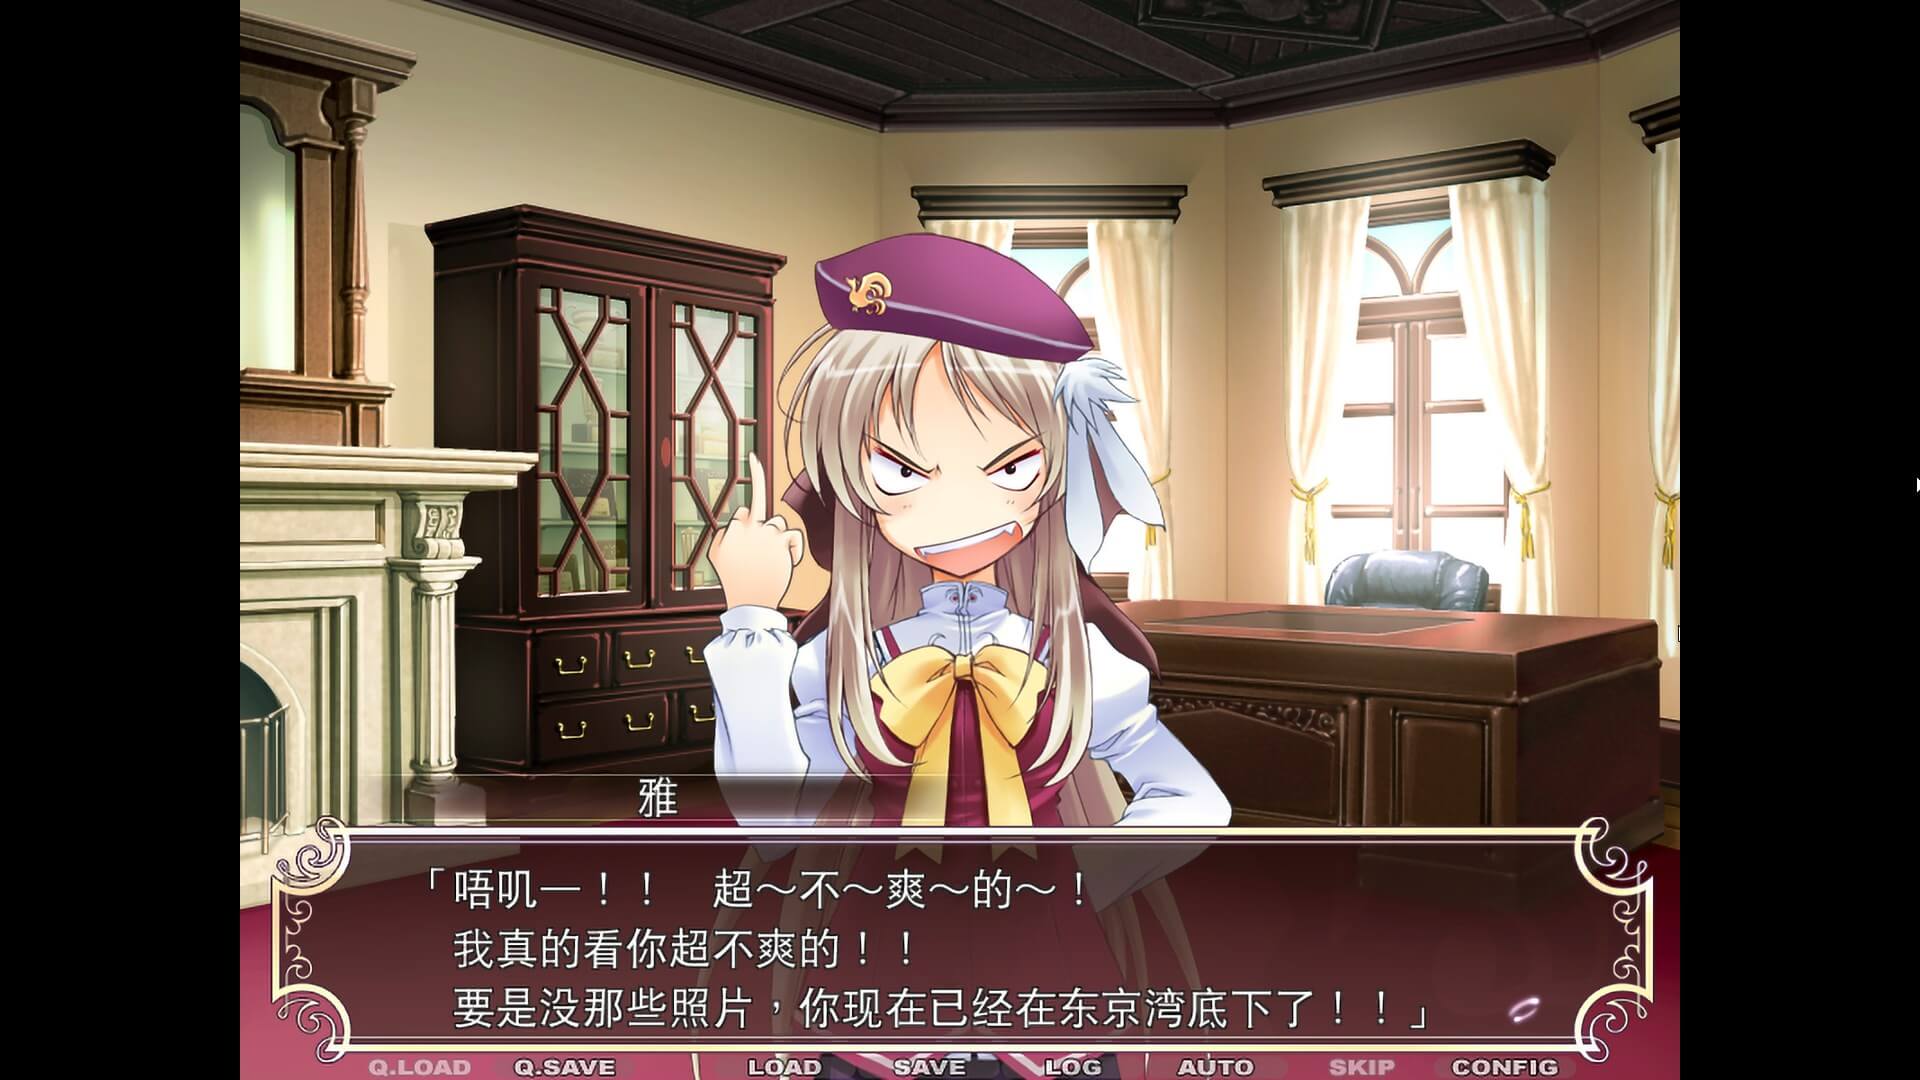 雅
「唔叽—！！　超～不～爽～的～！
我真的看你超不爽的！！
要是没那些照片，你现在已经在东京湾底下了！！」
Q.LOAD Q.SAVE LOAD SAVE LOG AUTO SKIP CONFIG